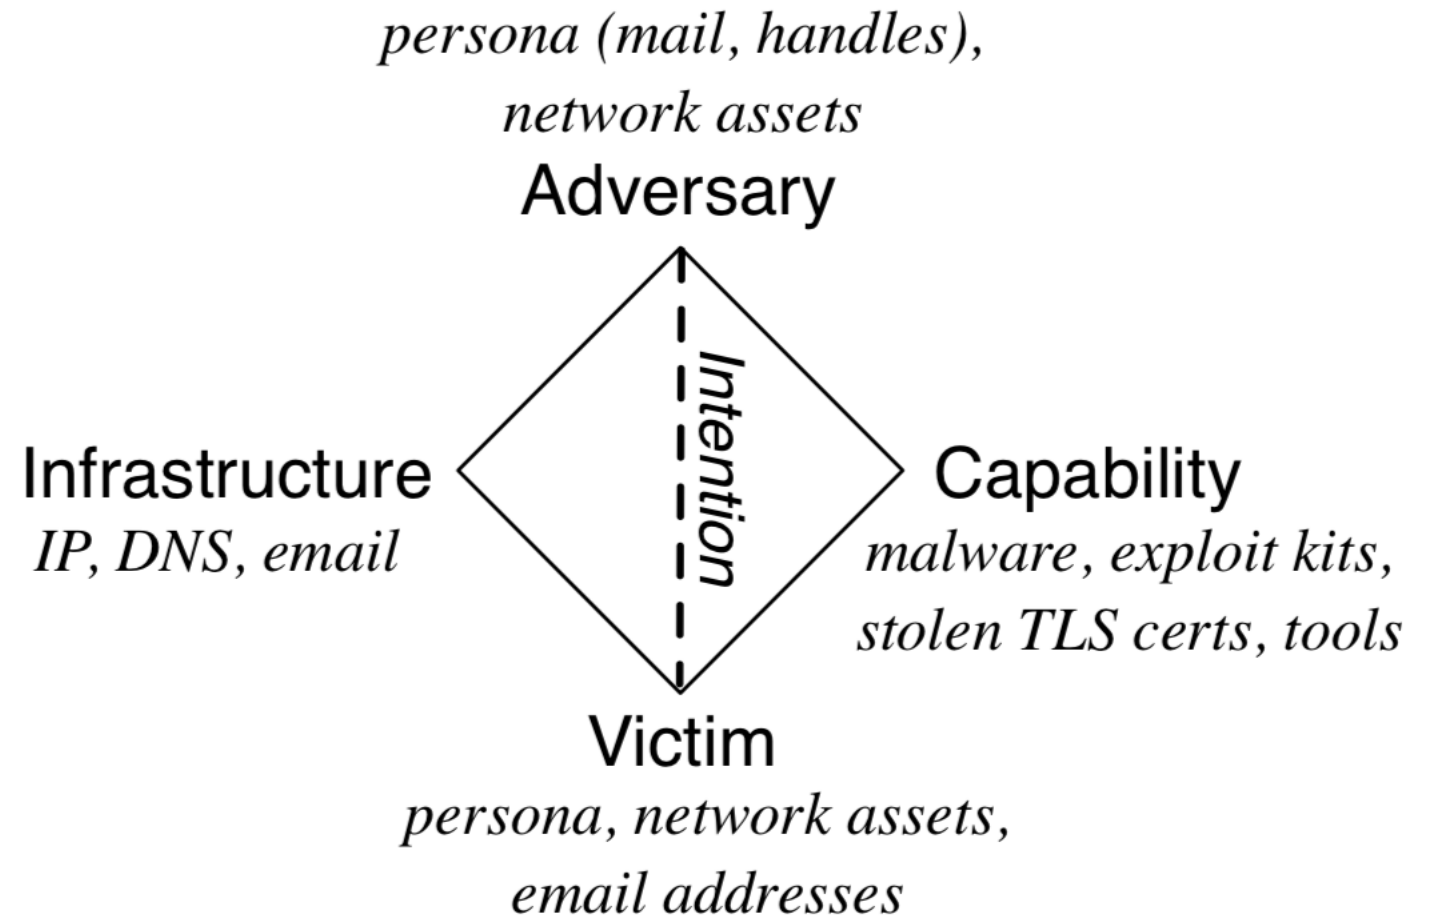 persona (mail, handles),
network assets
Adversary
Intention
Infrastructure
IP, DNS, email
Capability
malware, exploit kits,
stolen TLS certs, tools
Victim
persona, network assets,
email addresses